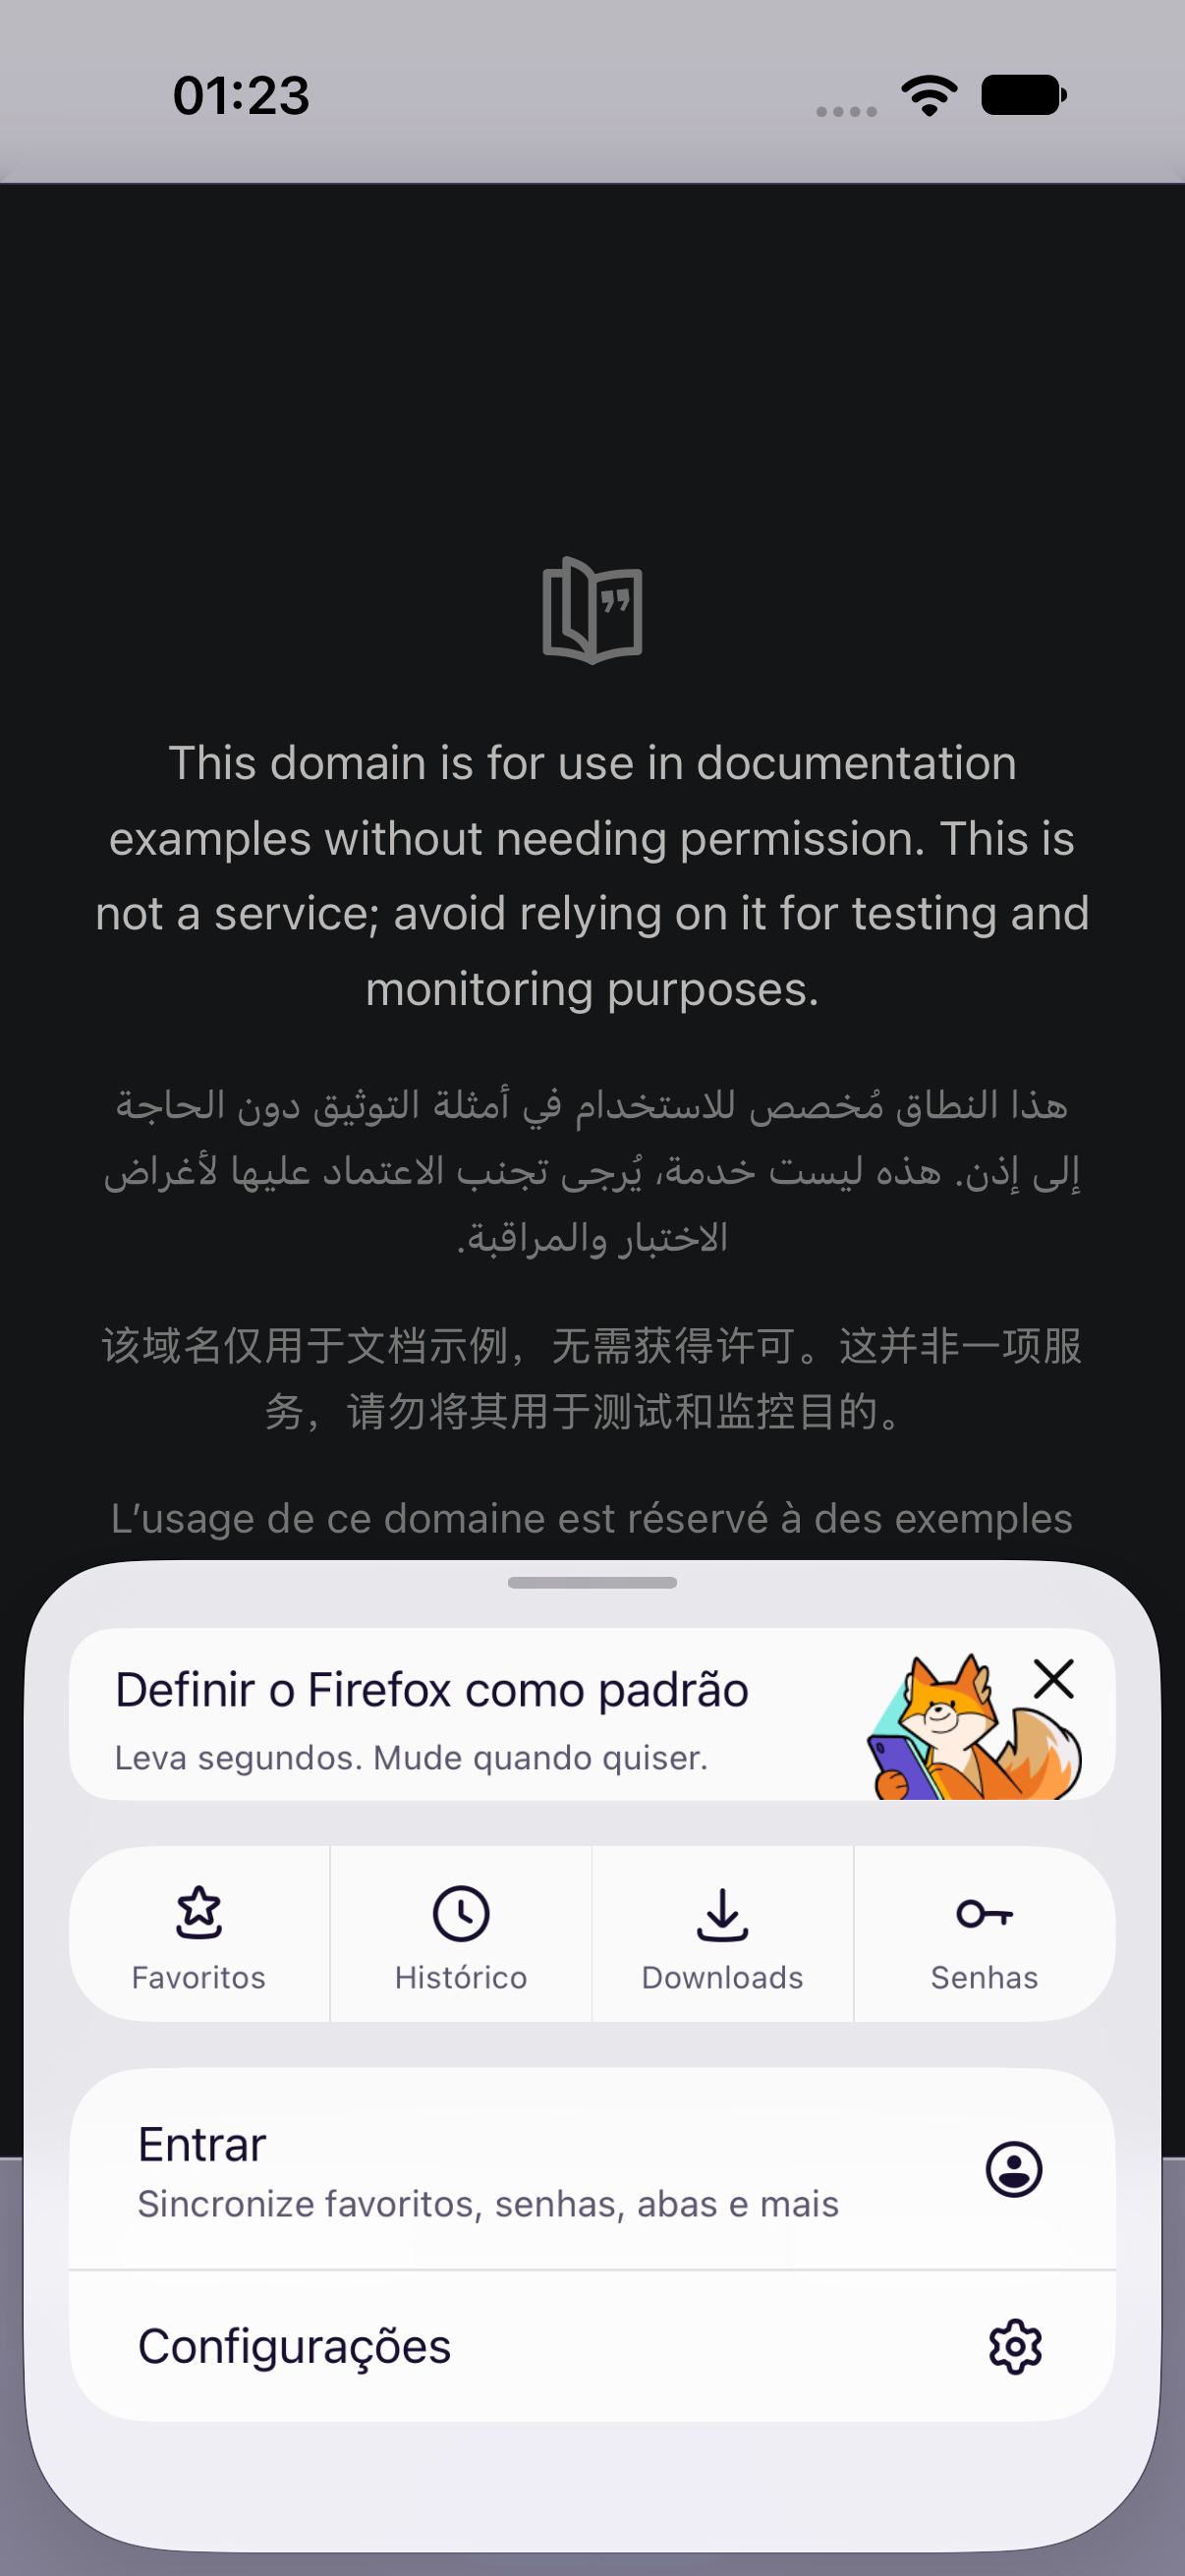 01:23
This domain is for use in documentation
examples without needing permission. This is
not a service; avoid relying on it for testing and
monitoring purposes.
هذا النطاق مُخصص للاستخدام في أمثلة التوثيق دون الحاجة
إلى إذن. هذه ليست خدمة، يُرجى تجنب الاعتماد عليها لأغراض
الاختبار والمراقبة.
该域名仅用于文档示例，无需获得许可。这并非一项服
务，请勿将其用于测试和监控目的。
L’usage de ce domaine est réservé à des exemples
Definir o Firefox como padrão
Leva segundos. Mude quando quiser.
Favoritos
Histórico
Downloads
Senhas
Entrar
Sincronize favoritos, senhas, abas e mais
Configurações